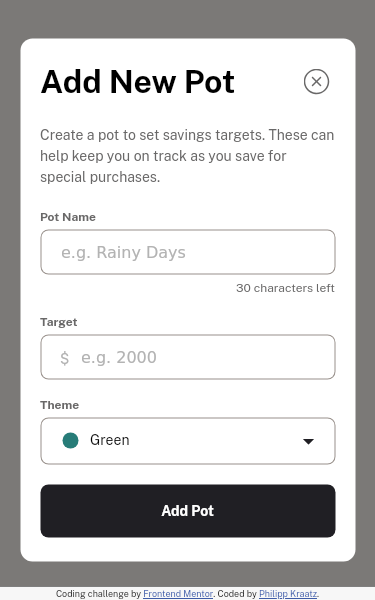 Add New Pot
Create a pot to set savings targets. These can
help keep you on track as you save for
special purchases.
Pot Name
e.g. Rainy Days
30 characters left
Target
$ e.g. 2000
Theme
Green
Add Pot
Coding challenge by Frontend Mentor. Coded by Philipp Kraatz.